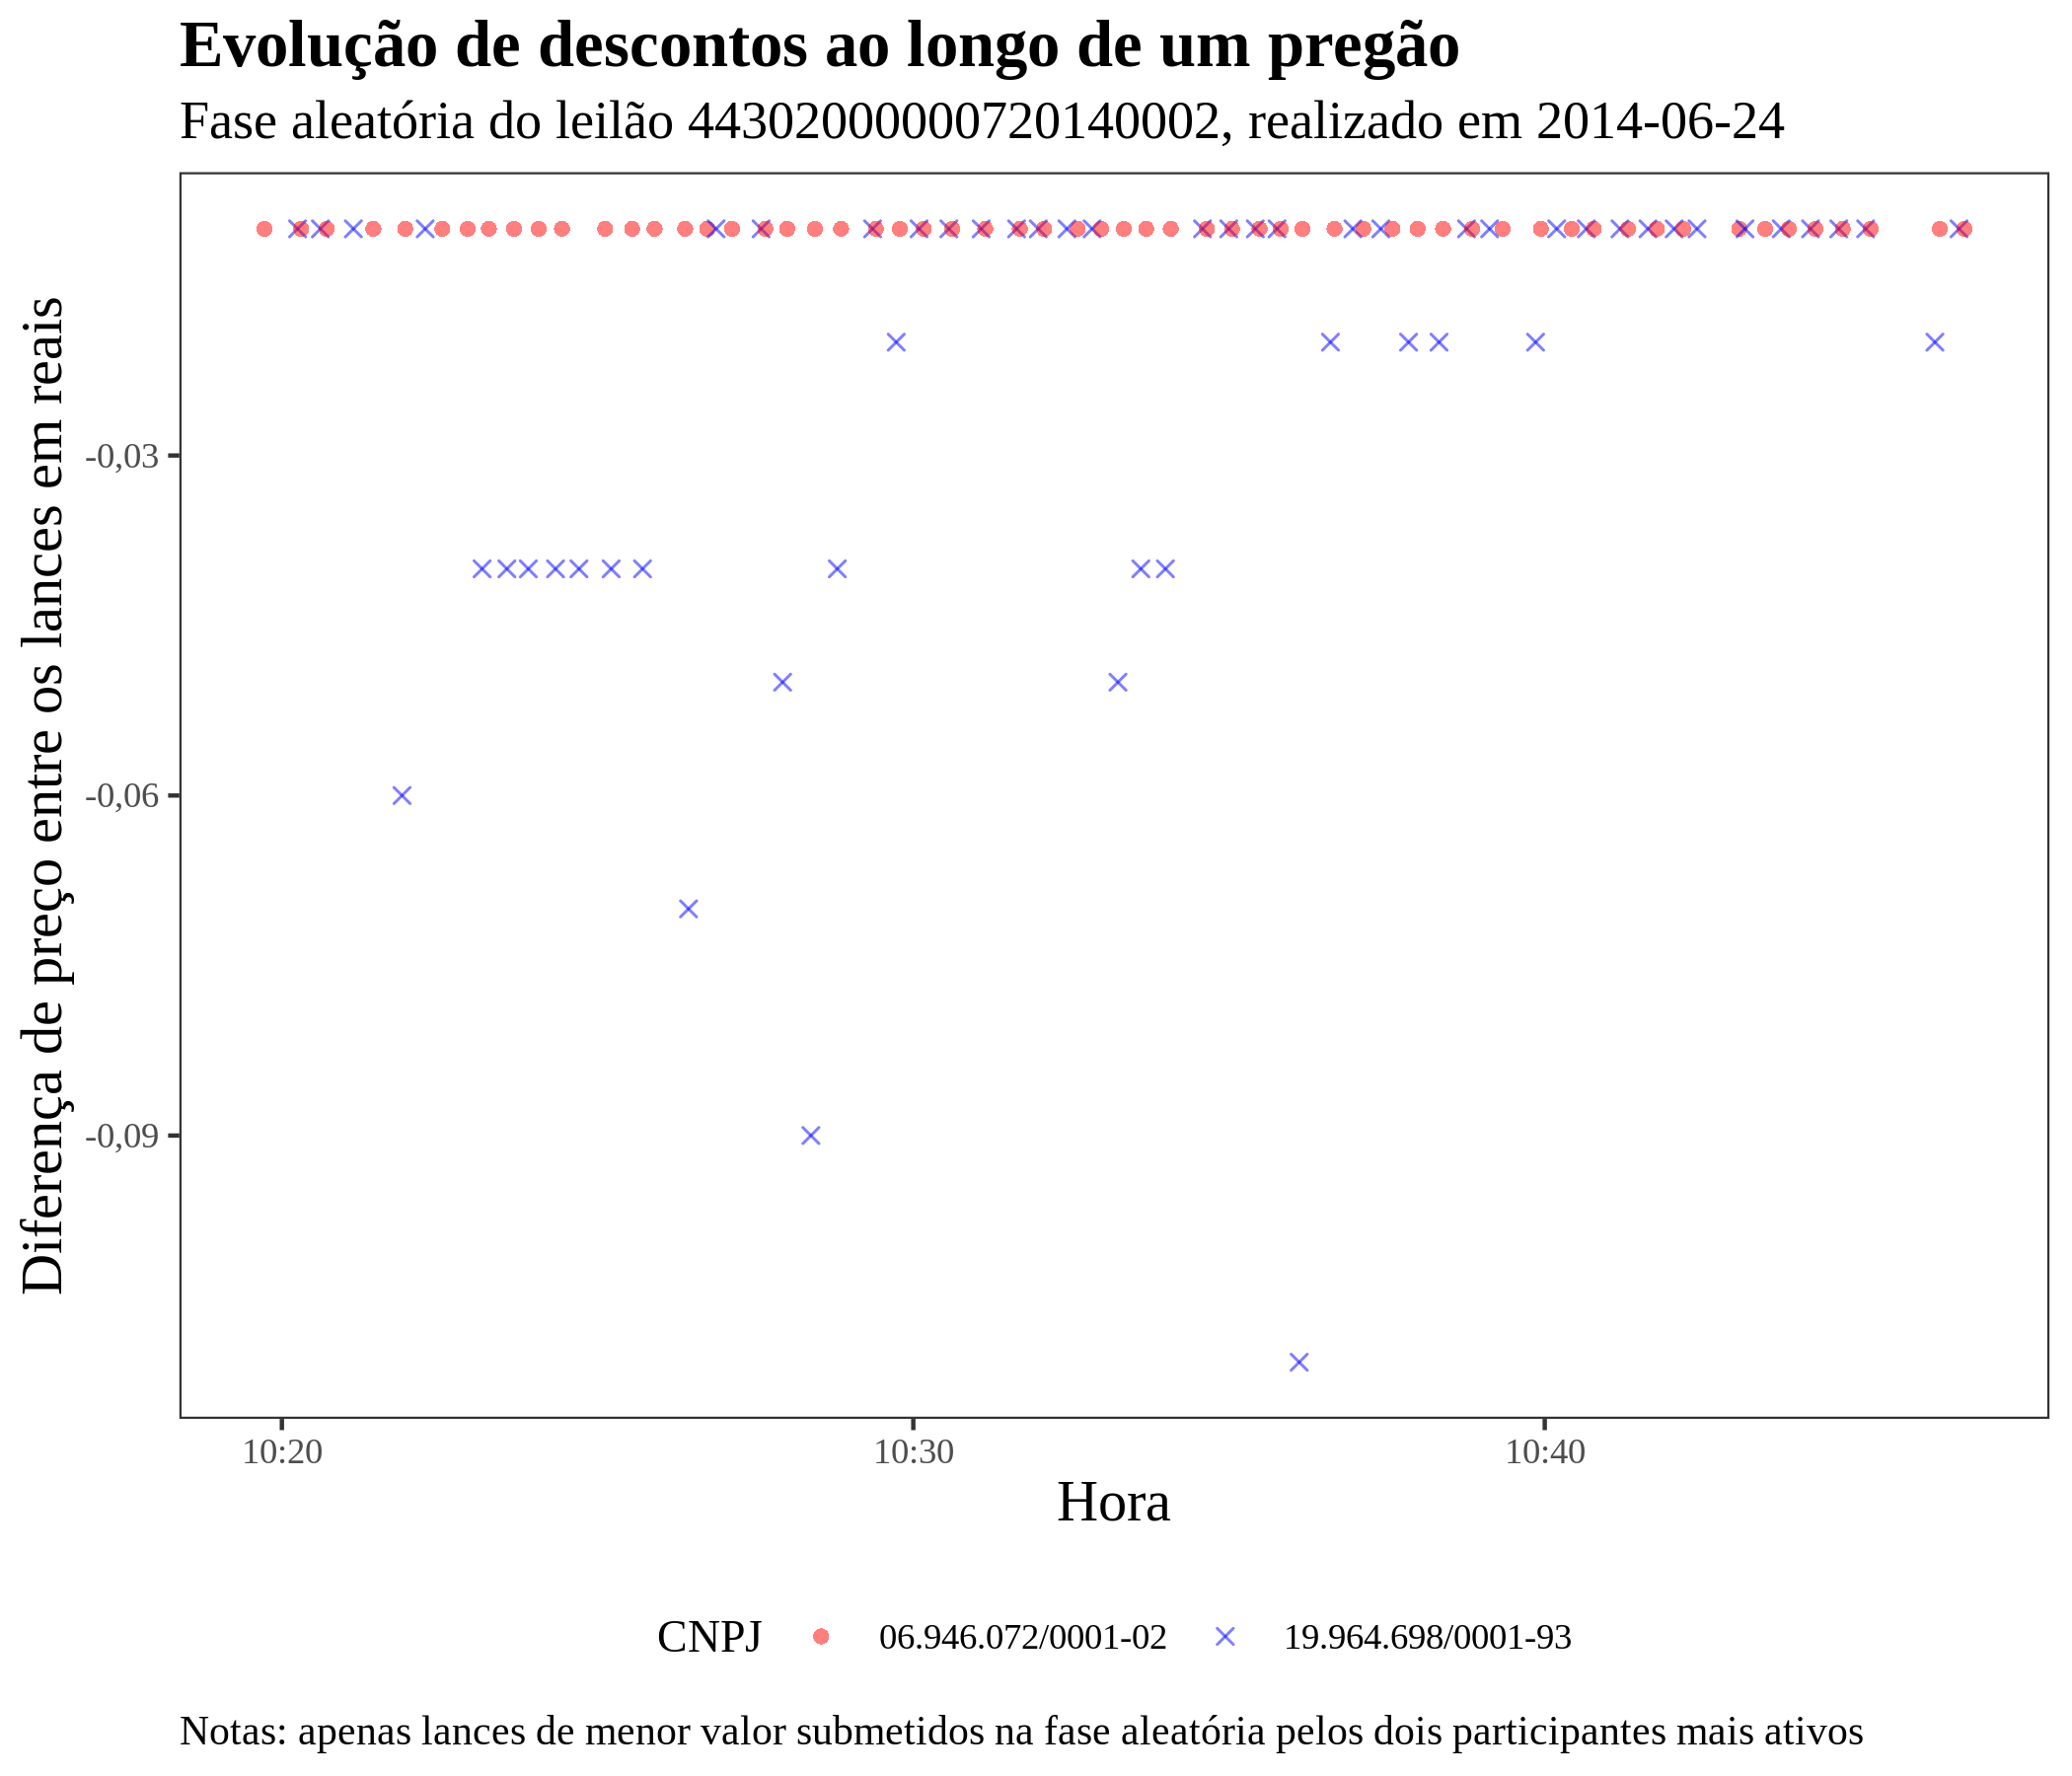 Evolução de descontos ao longo de um pregão
Fase aleatória do leilão 44302000000720140002, realizado em 2014-06-24
Diferença de preço entre os lances em reais
-0,03
-0,06
-0,09
10:20 10:30 10:40
Hora
CNPJ 06.946.072/0001-02 19.964.698/0001-93
Notas: apenas lances de menor valor submetidos na fase aleatória pelos dois participantes mais ativos